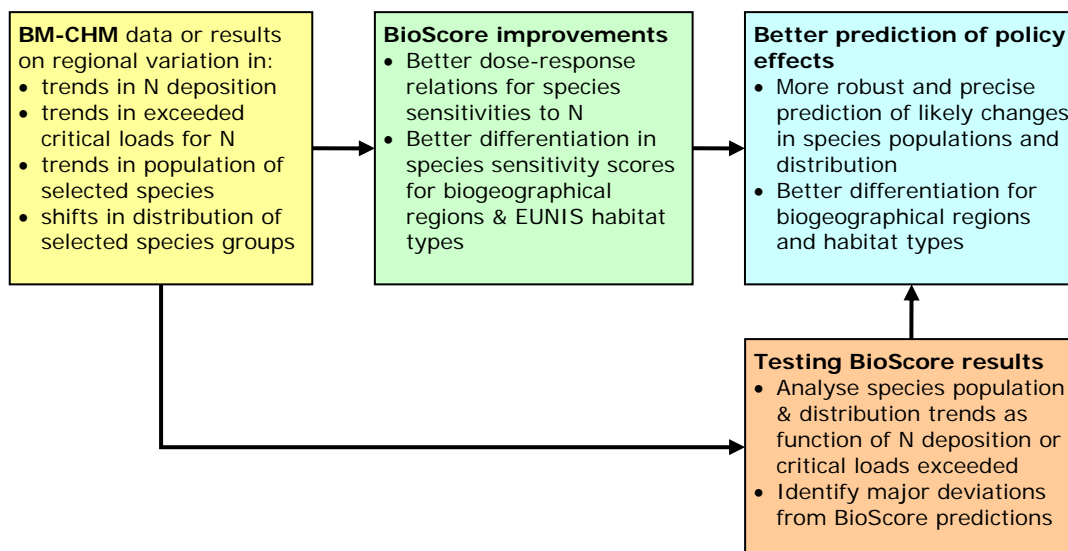 BM-CHM data or results
on regional variation in:
• trends in N deposition
• trends in exceeded
critical loads for N
• trends in population of
selected species
• shifts in distribution of
selected species groups
BioScore improvements
• Better dose-response
relations for species
sensitivities to N
• Better differentiation in
species sensitivity scores
for biogeographical
regions & EUNIS habitat
types
Better prediction of policy
effects
• More robust and precise
prediction of likely changes
in species populations and
distribution
• Better differentiation for
biogeographical regions
and habitat types
Testing BioScore results
• Analyse species population
& distribution trends as
function of N deposition or
critical loads exceeded
• Identify major deviations
from BioScore predictions